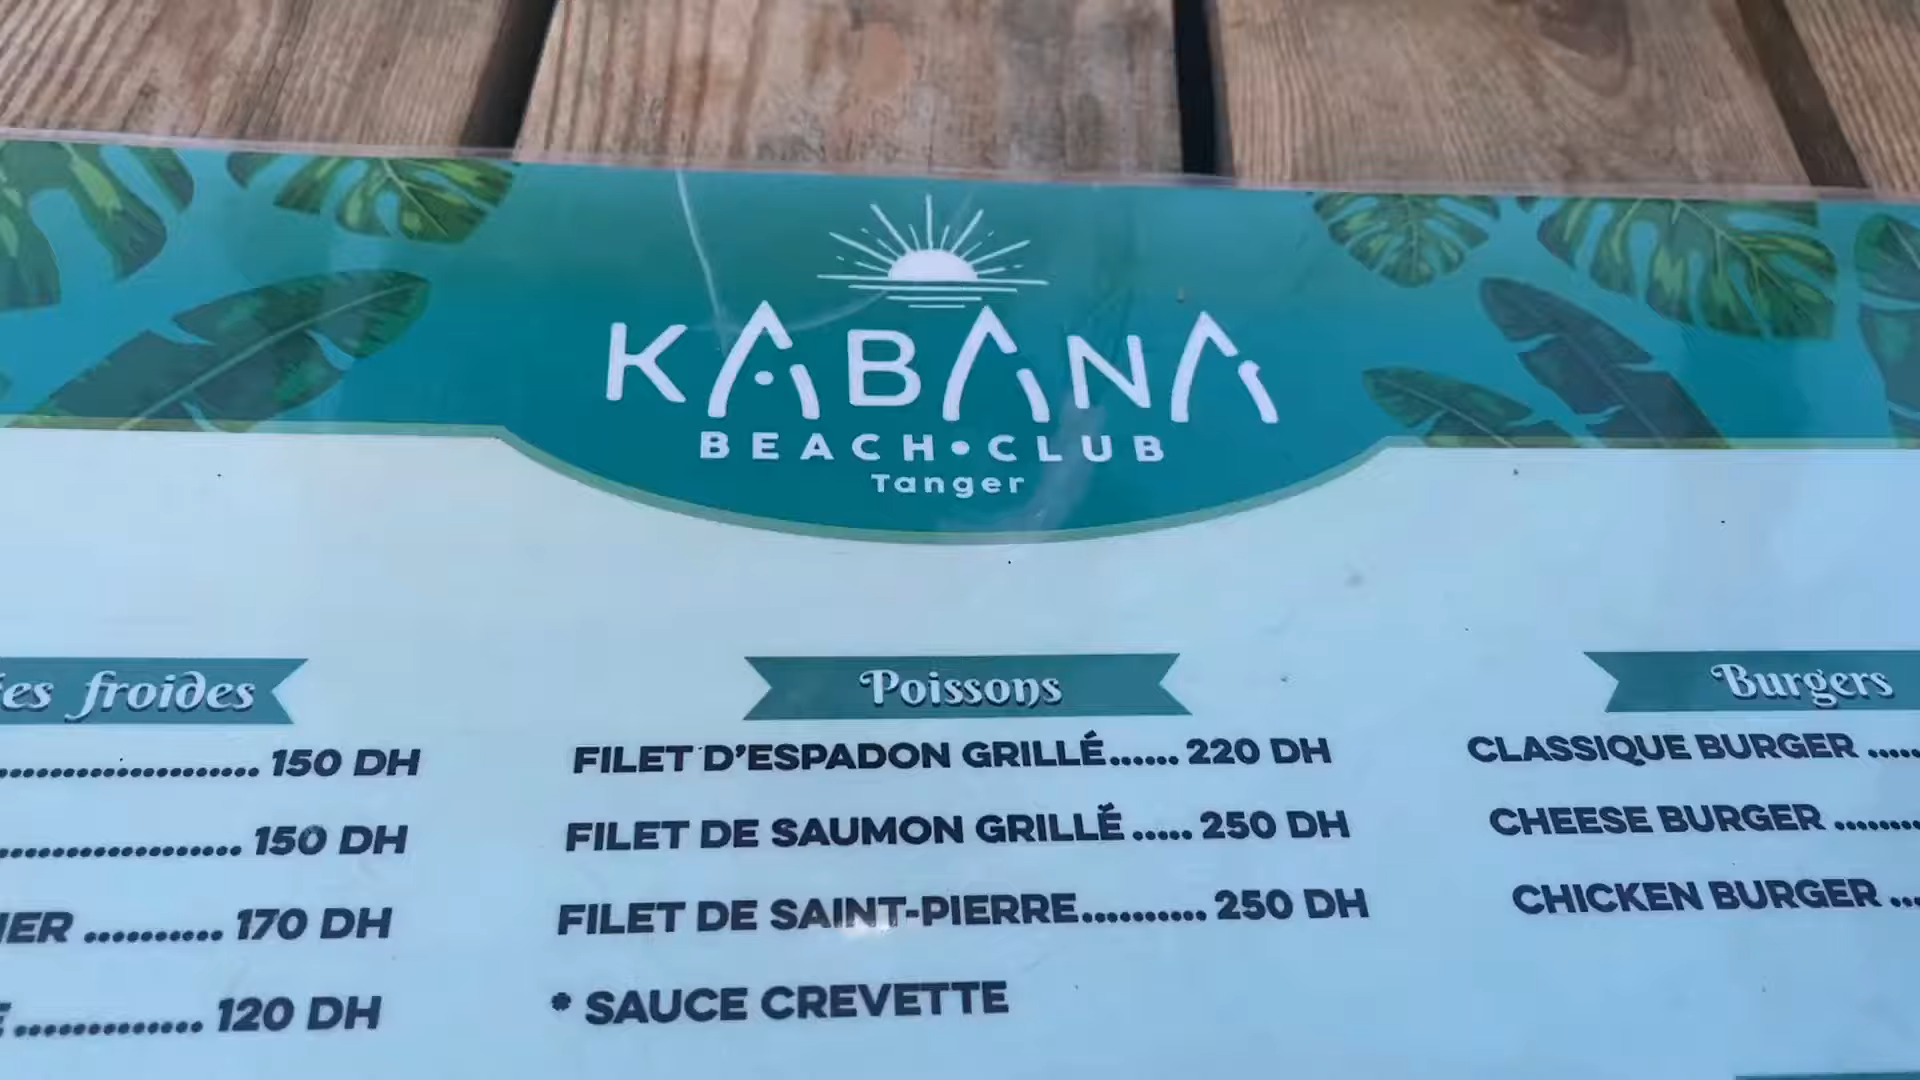 KABANA
BEACH•CLUB
Tanger
froides
.................... 150 DH
.................. 150 DH
.......... 170 DH
............. 120 DH
Poissons
FILET D'ESPADON GRILLÉ...... 220 DH
FILET DE SAUMON GRILLÉ ..... 250 DH
FILET DE SAINT-PIERRE.......... 250 DH
* SAUCE CREVETTE
Burgers
CLASSIQUE BURGER .....
CHEESE BURGER ........
CHICKEN BURGER ...